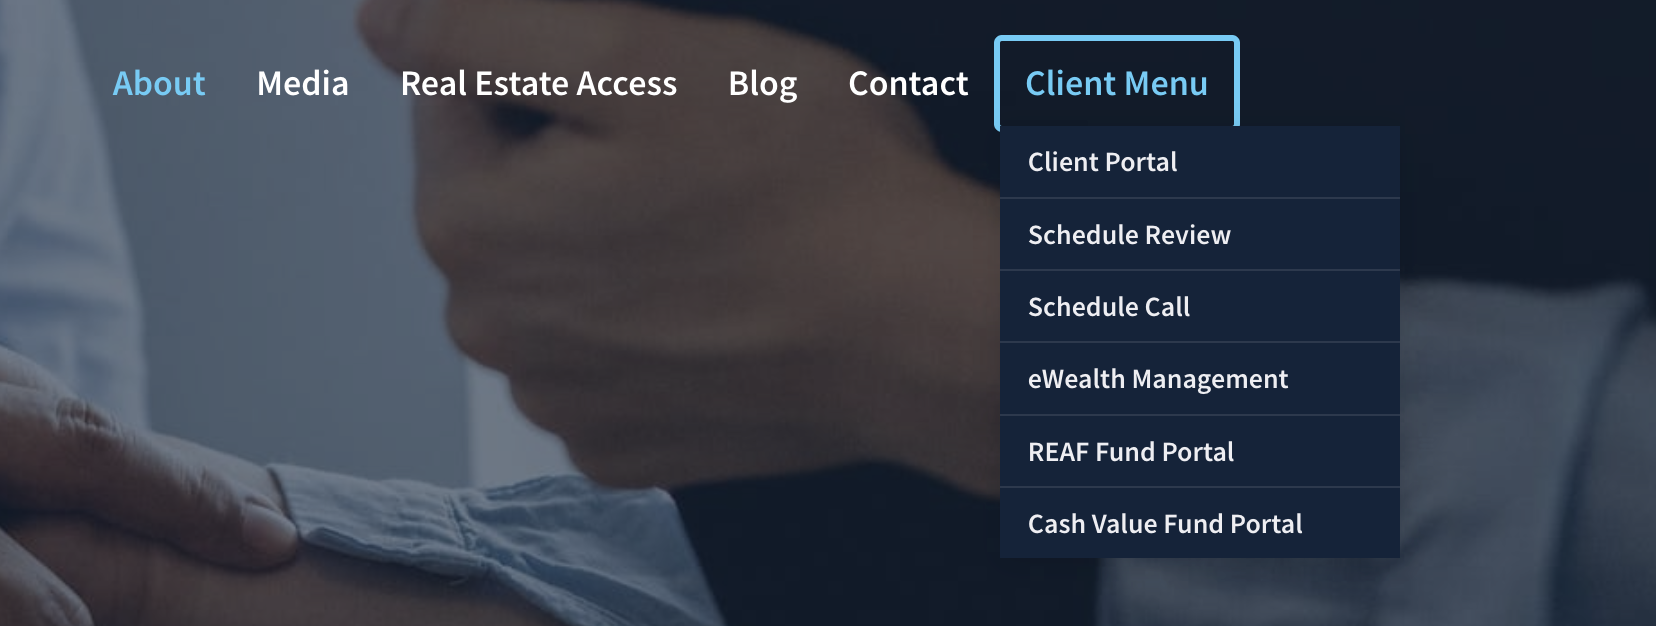 About Media Real Estate Access Blog Contact Client Menu
Client Portal
Schedule Review
Schedule Call
eWealth Management
REAF Fund Portal
Cash Value Fund Portal